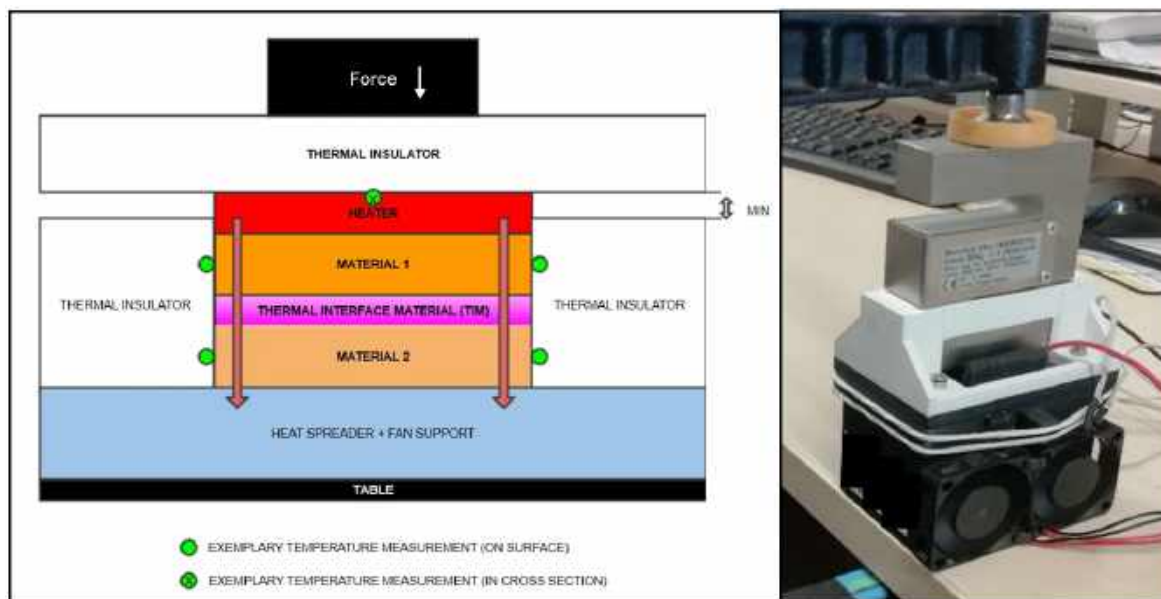 Force
THERMAL INSULATOR
HEATER
MIN
MATERIAL 1
THERMAL INSULATOR
THERMAL INSULATOR
THERMAL INTERFACE MATERIAL (TIM)
MATERIAL 2
HEAT SPREADER + FAN SUPPORT
TABLE
EXEMPLARY TEMPERATURE MEASUREMENT (ON SURFACE)
EXEMPLARY TEMPERATURE MEASUREMENT (IN CROSS SECTION)